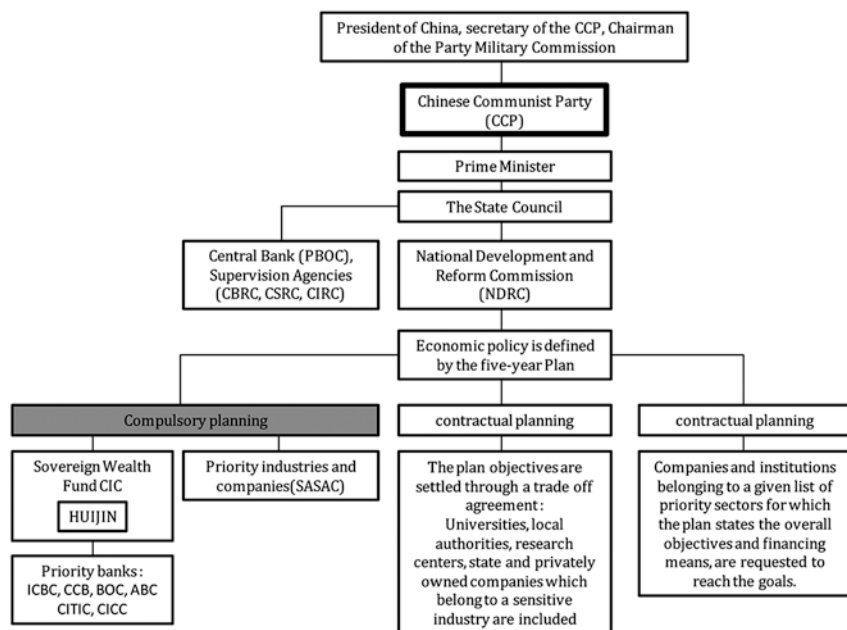 President of China, secretary of the CCP, Chairman
of the Party Military Commission
Chinese Communist Party
(CCP)
Prime Minister
The State Council
Central Bank (PBOC),
Supervision Agencies
(CBRC, CSRC, CIRC)
National Development and
Reform Commission
(NDRC)
Economic policy is defined
by the five-year Plan
Compulsory planning
contractual planning
contractual planning
Sovereign Wealth
Fund CIC
HUIJIN
Priority industries and
companies(SASAC)
Priority banks :
ICBC, CCB, BOC, ABC
CITIC, CICC
The plan objectives are
settled through a trade off
agreement :
Universities, local
authorities, research
centers, state and privately
owned companies which
belong to a sensitive
industry are included
Companies and institutions
belonging to a given list of
priority sectors for which
the plan states the overall
objectives and financing
means, are requested to
reach the goals.